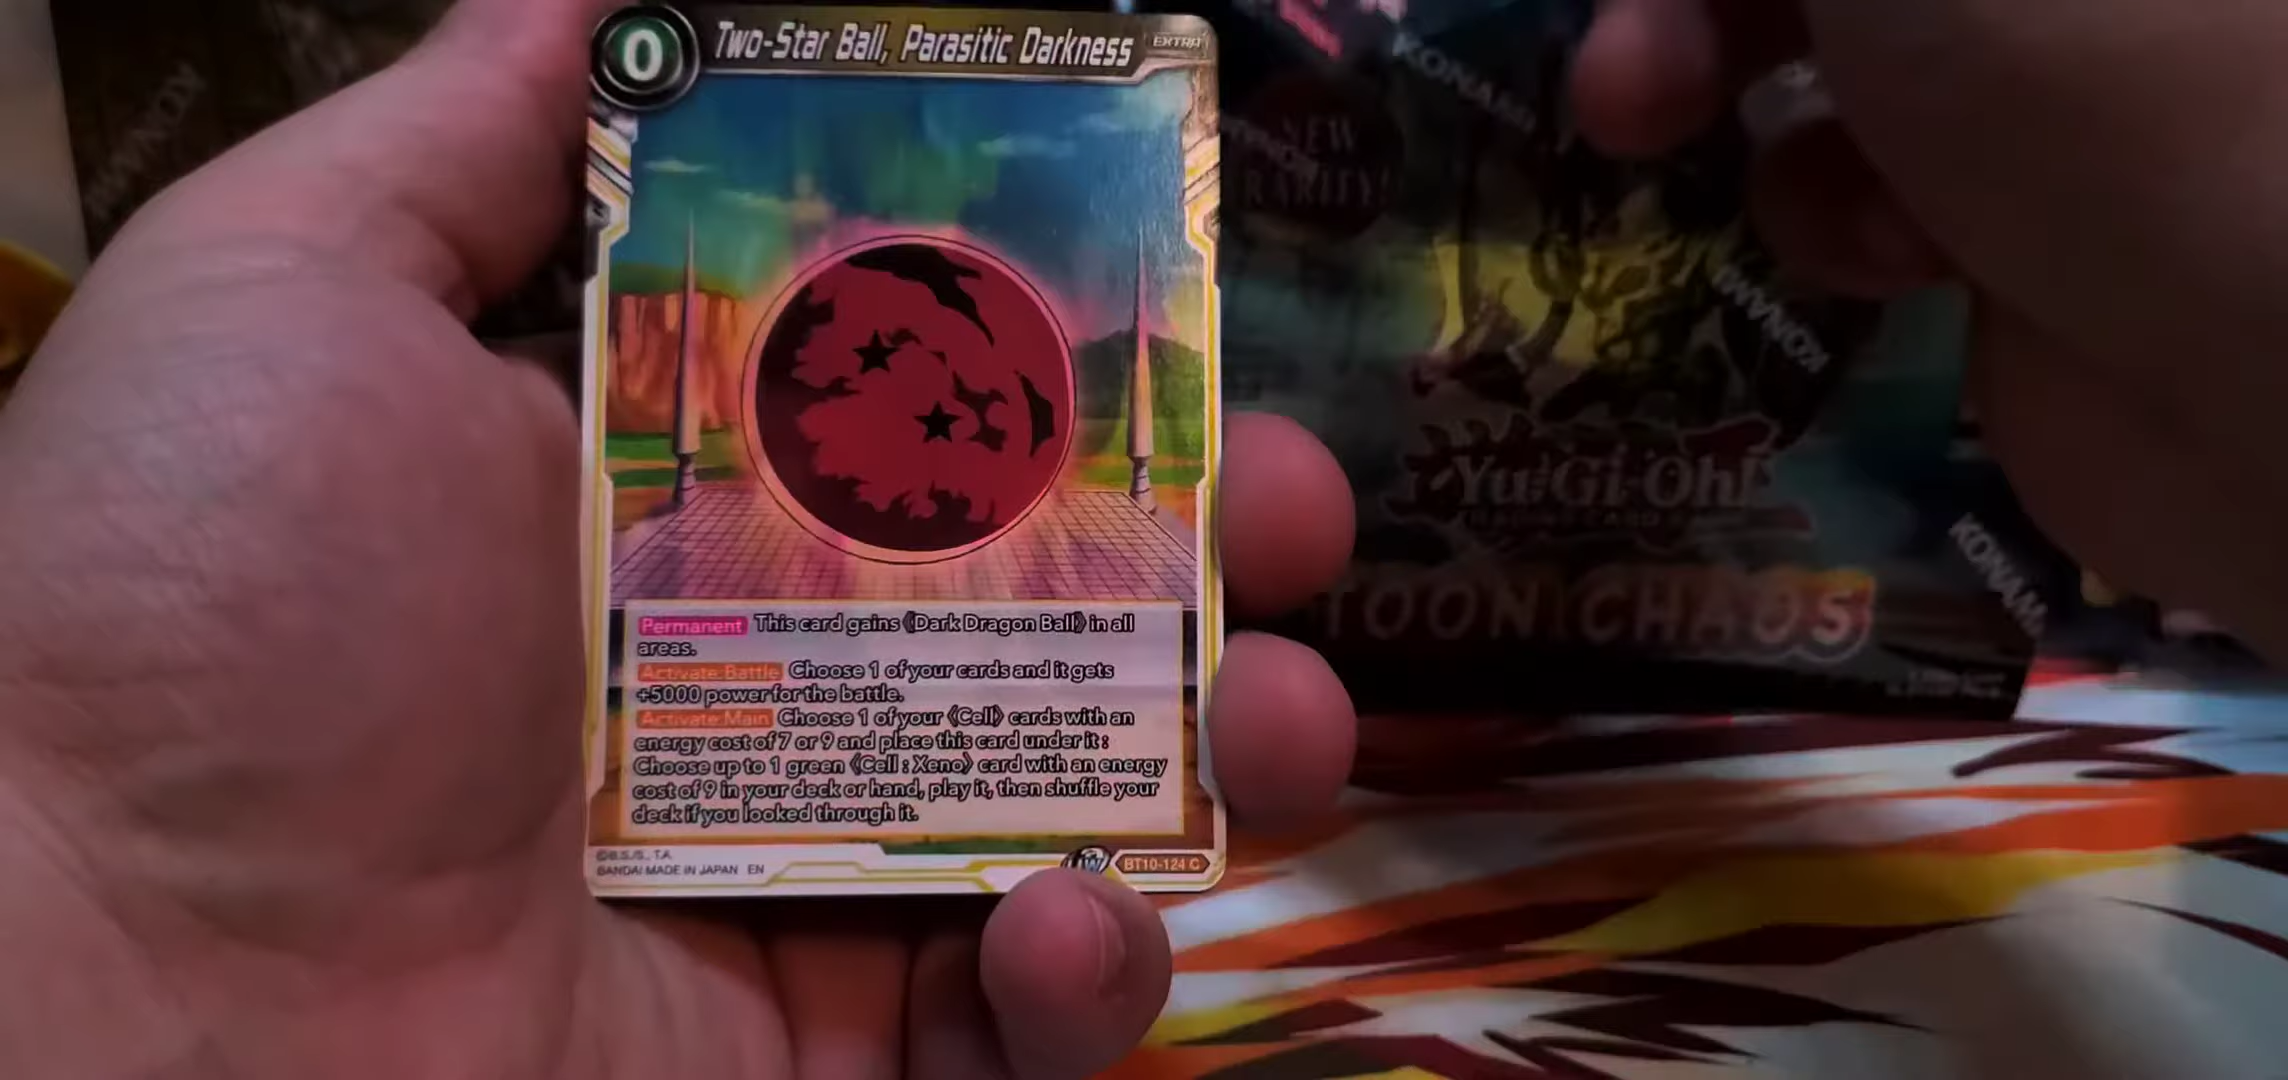 0
Two-Star Ball, Parasitic Darkness
EXTRA
Permanent This card gains《Dark Dragon Ball》in all
areas.
Activate:Battle Choose 1 of your cards and it gets
+5000 power for the battle.
Activate:Main Choose 1 of your《Cell》cards with an
energy cost of 7 or 9 and place this card under it :
Choose up to 1 green《Cell : Xeno》card with an energy
cost of 9 in your deck or hand, play it, then shuffle your
deck if you looked through it.
©B.S./S., T.A.
BANDAI MADE IN JAPAN EN
BT10-124 C
KONAMI
KONAMI
NEW
RARITY!
KONAMI
Yu-Gi-Oh!
TOON CHAOS
KONAMI